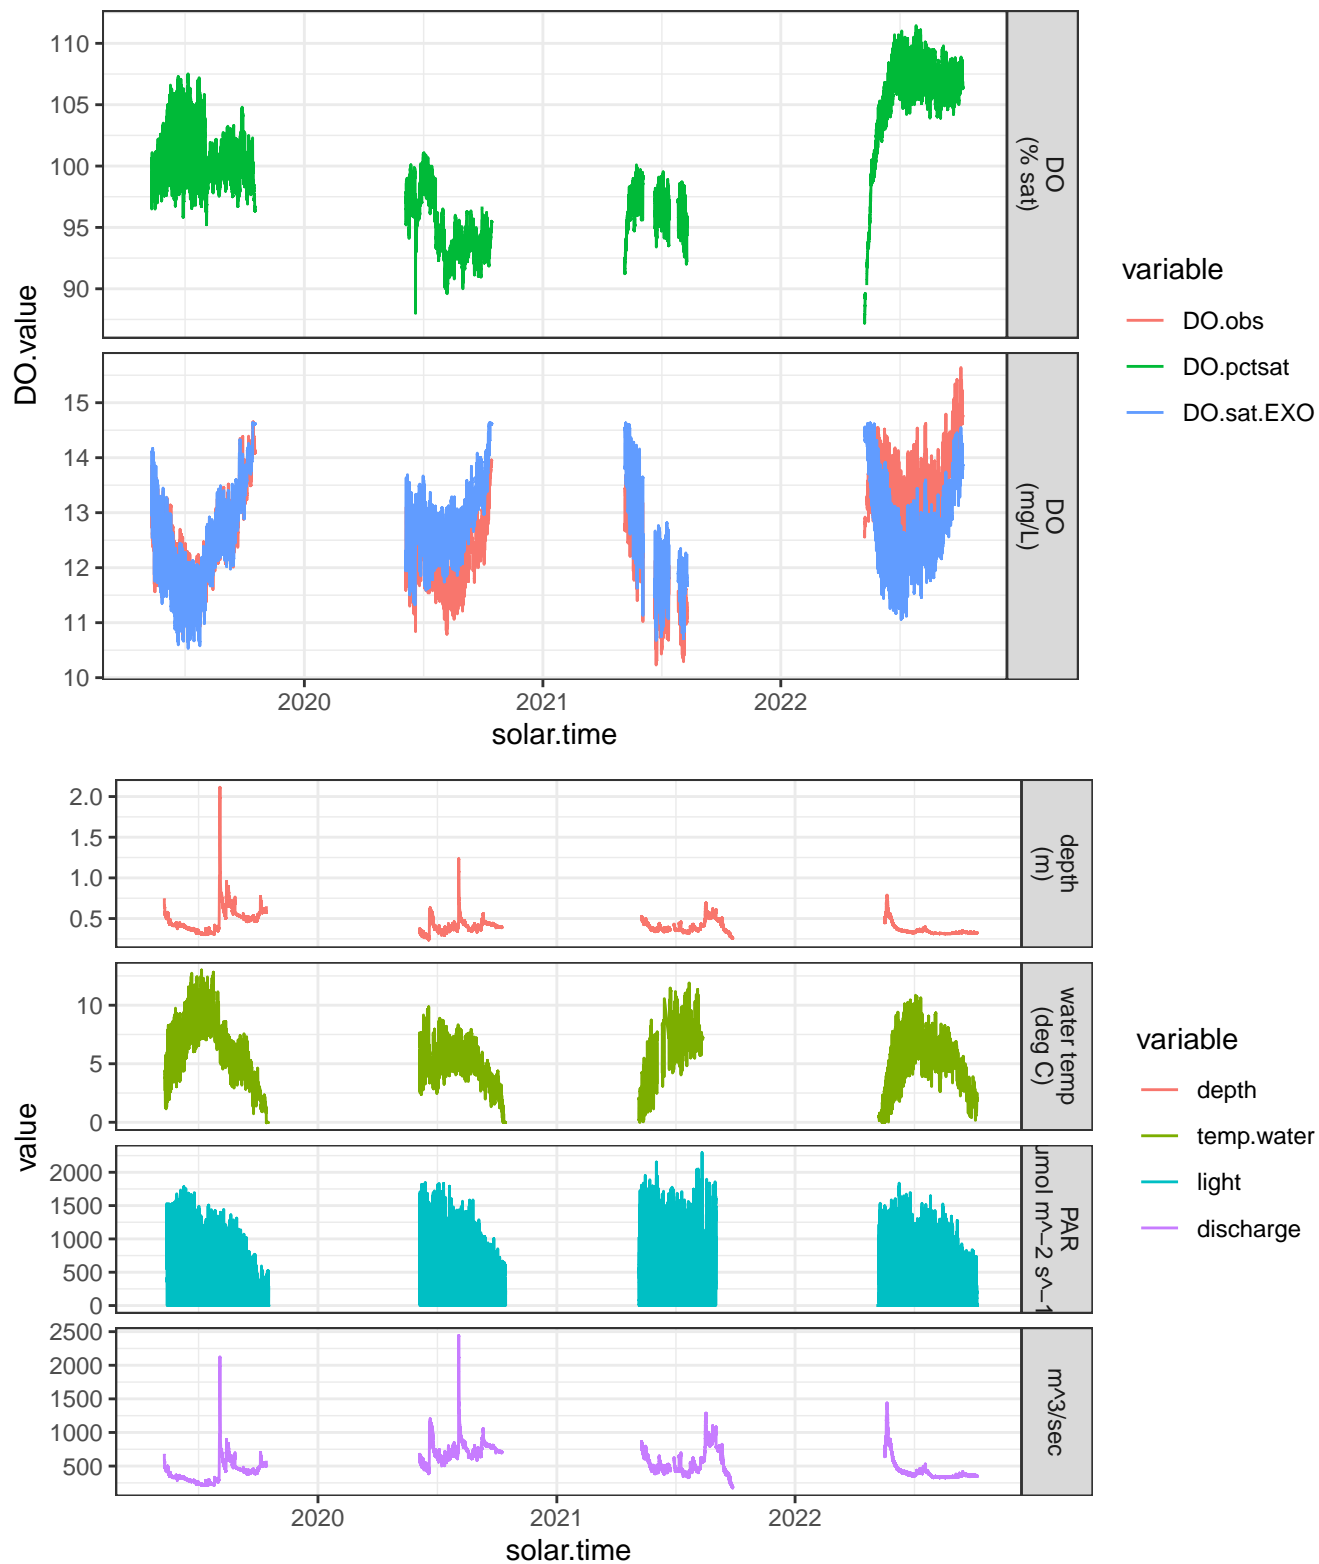 110
105
100
95
90
DO
(% sat)
DO.value
15
14
13
12
11
10
DO
(mg/L)
2020
2021
2022
solar.time
variable
DO.obs
DO.pctsat
DO.sat.EXO
2.0
1.5
1.0
0.5
depth
(m)
10
5
0
water temp
(deg C)
value
2000
1500
1000
500
0
PAR
umol m^−2 s^−1
2500
2000
1500
1000
500
m^3/sec
2020
2021
2022
solar.time
variable
depth
temp.water
light
discharge